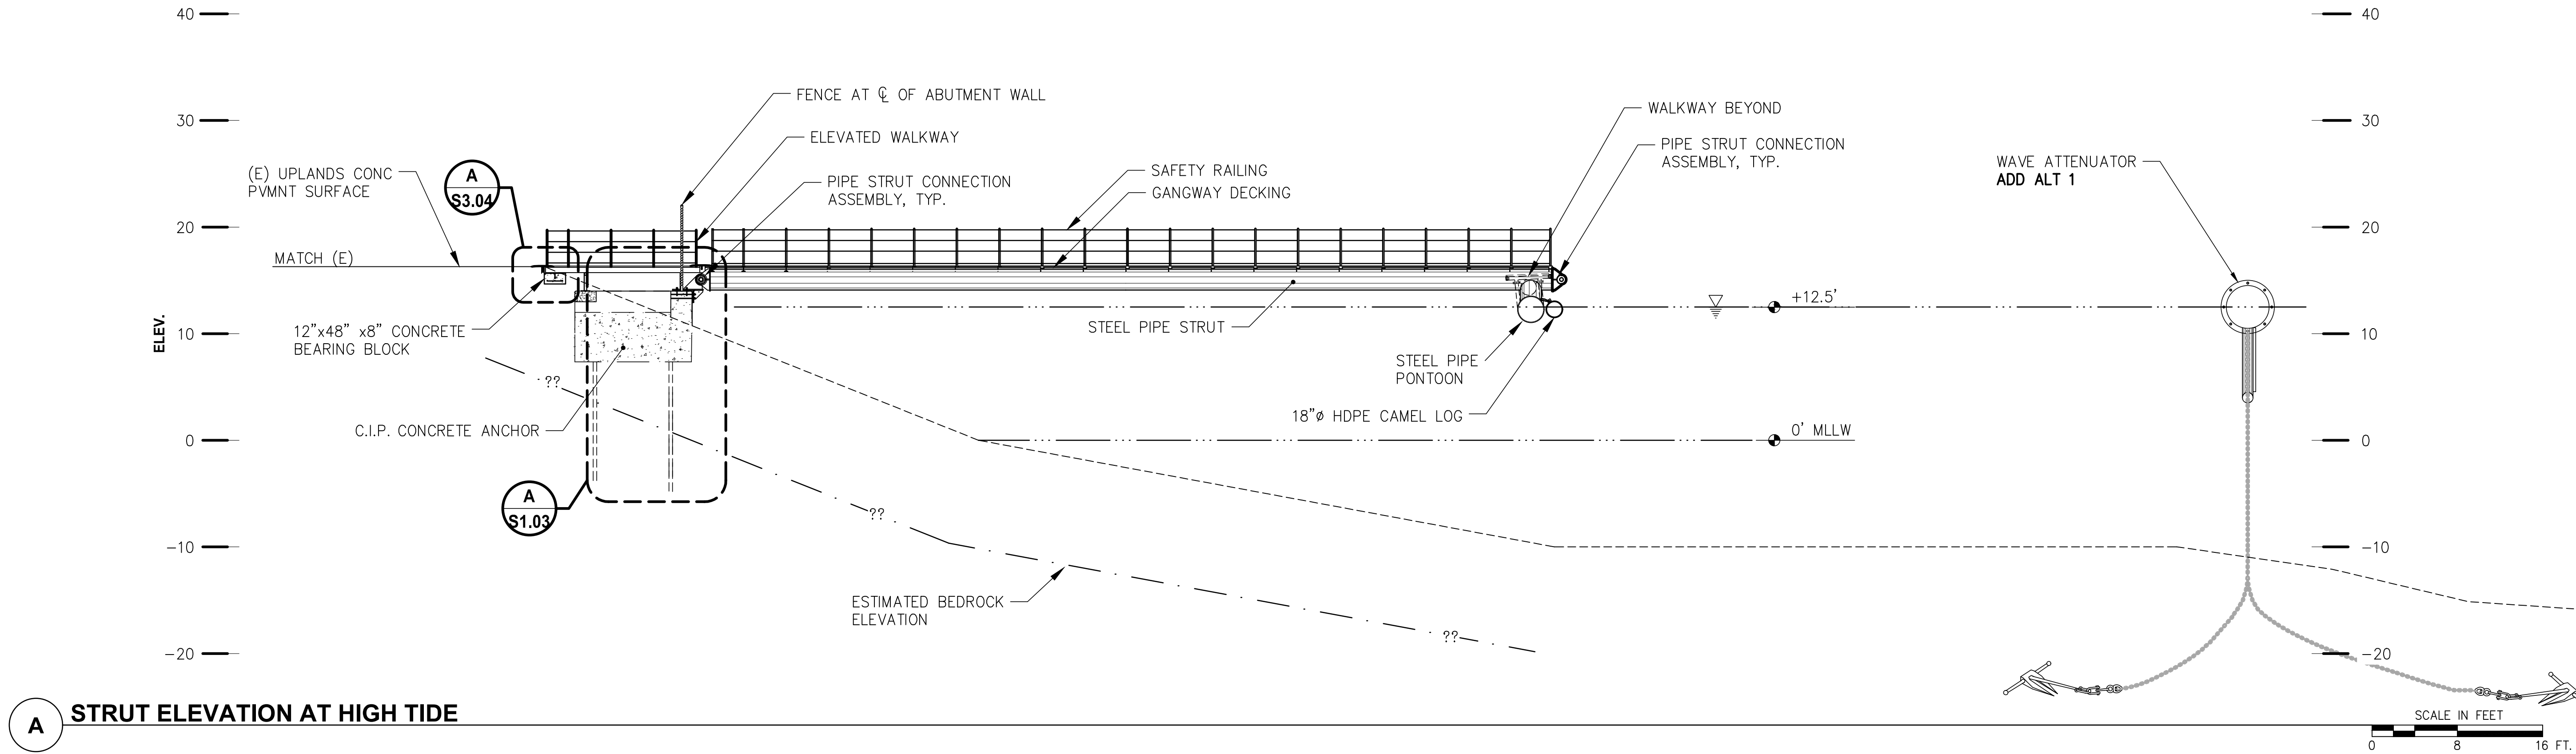 40
40
FENCE AT ℄ OF ABUTMENT WALL
WALKWAY BEYOND
30
30
ELEVATED WALKWAY
PIPE STRUT CONNECTION
ASSEMBLY, TYP.
WAVE ATTENUATOR
ADD ALT 1
(E) UPLANDS CONC
PVMNT SURFACE
A
S3.04
PIPE STRUT CONNECTION
ASSEMBLY, TYP.
SAFETY RAILING
GANGWAY DECKING
20
20
MATCH (E)
+12.5'
12"x48" x8" CONCRETE
BEARING BLOCK
STEEL PIPE STRUT
ELEV.
10
10
STEEL PIPE
PONTOON
??
18"ø HDPE CAMEL LOG
C.I.P. CONCRETE ANCHOR
0
0' MLLW
0
A
S1.03
??
-10
-10
ESTIMATED BEDROCK
ELEVATION
??
-20
-20
A
STRUT ELEVATION AT HIGH TIDE
SCALE IN FEET
0 8 16 FT.